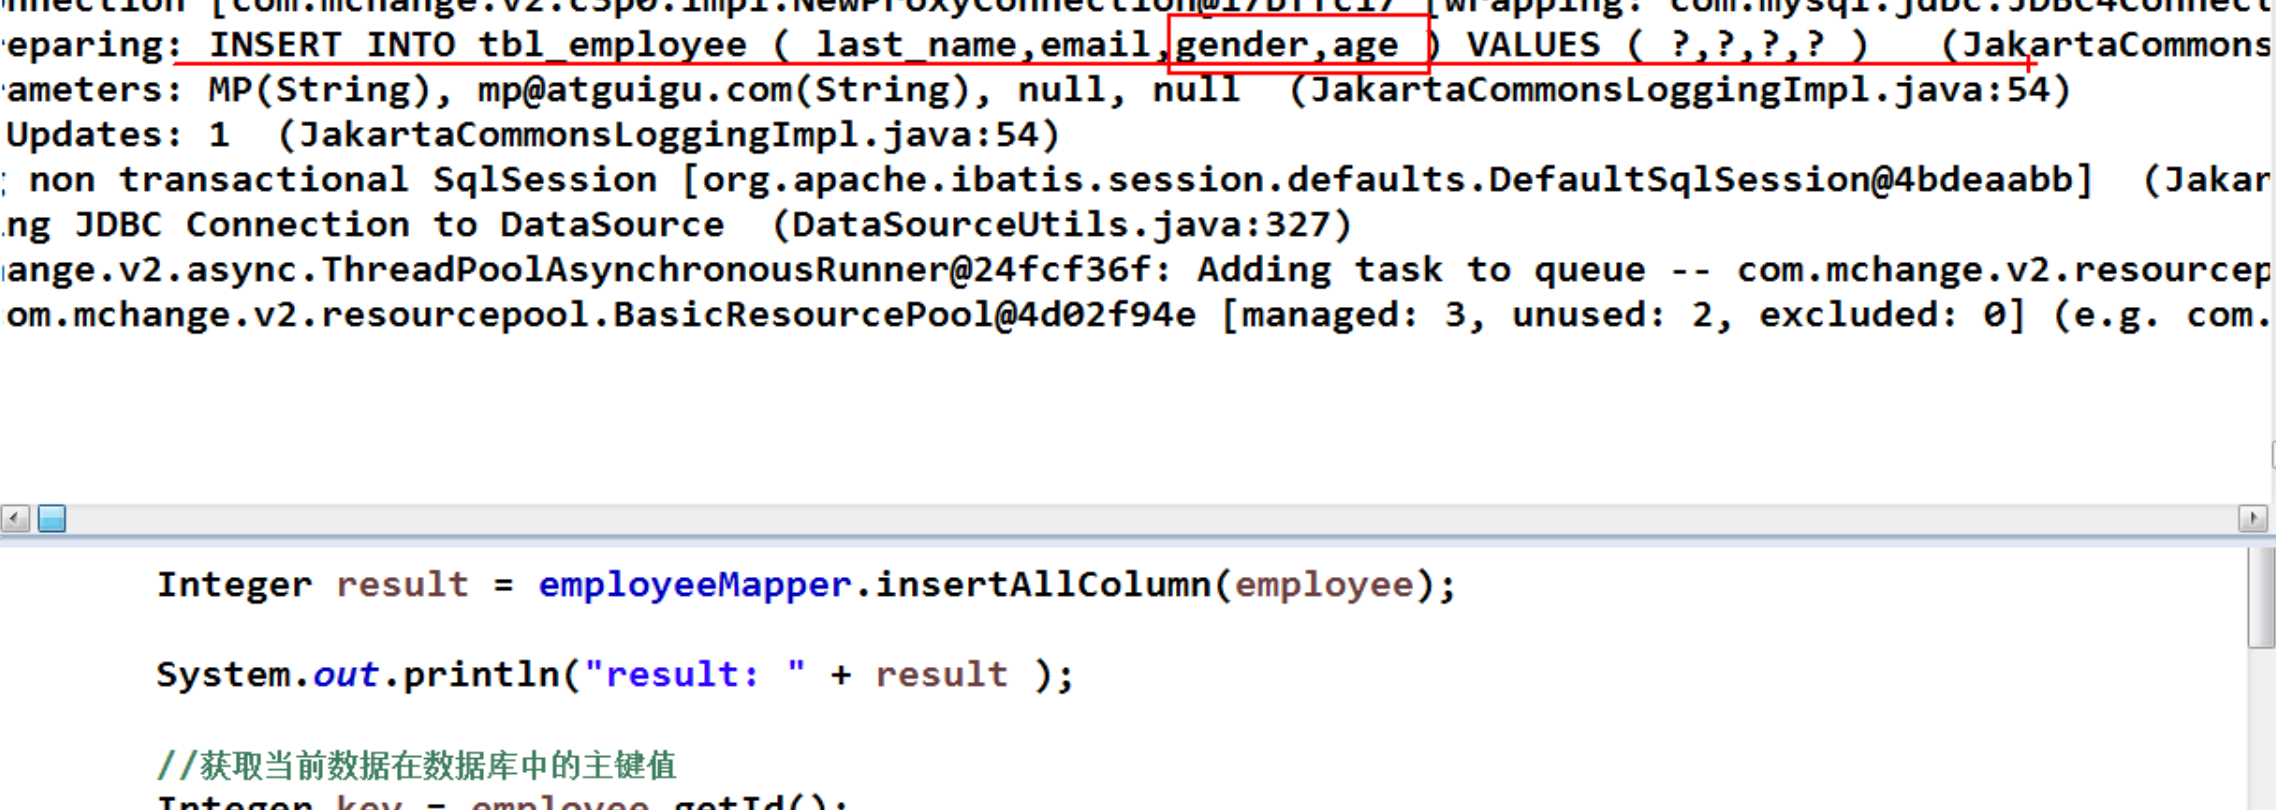 nnection [com.mchange.v2.c3p0.impl.NewProxyConnection@17bffc17 [wrapping: com.mysql.jdbc.JDBC4Connect
eparing: INSERT INTO tbl_employee ( last_name,email,gender,age ) VALUES ( ?,?,?,? ) (JakartaCommons
ameters: MP(String), mp@atguigu.com(String), null, null (JakartaCommonsLoggingImpl.java:54)
Updates: 1 (JakartaCommonsLoggingImpl.java:54)
g non transactional SqlSession [org.apache.ibatis.session.defaults.DefaultSqlSession@4bdeaabb] (Jakar
ng JDBC Connection to DataSource (DataSourceUtils.java:327)
ange.v2.async.ThreadPoolAsynchronousRunner@24fcf36f: Adding task to queue -- com.mchange.v2.resourcep
om.mchange.v2.resourcepool.BasicResourcePool@4d02f94e [managed: 3, unused: 2, excluded: 0] (e.g. com.
Integer result = employeeMapper.insertAllColumn(employee);
System.out.println("result: " + result );
//获取当前数据在数据库中的主键值
Integer key = employee.getId();